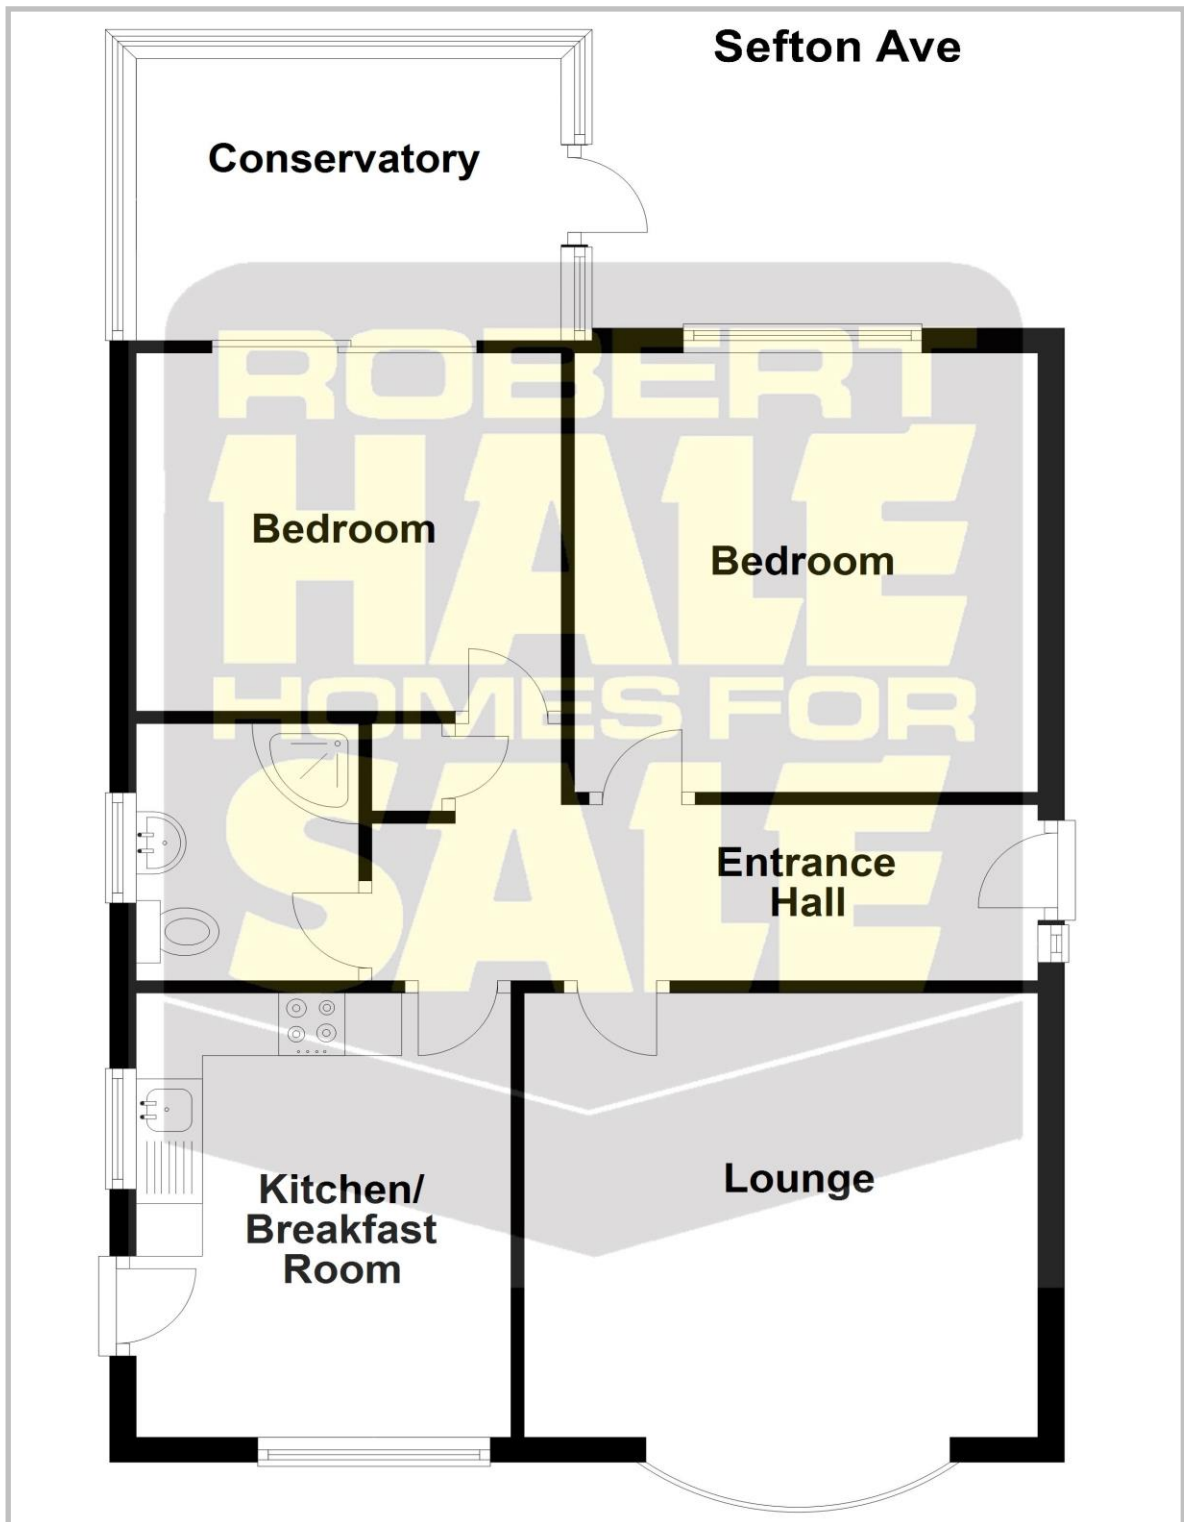 Sefton Ave
Conservatory
ROBERT
HALE
HOMES FOR
SALE
Bedroom
Bedroom
Entrance
Hall
Lounge
Kitchen/
Breakfast
Room